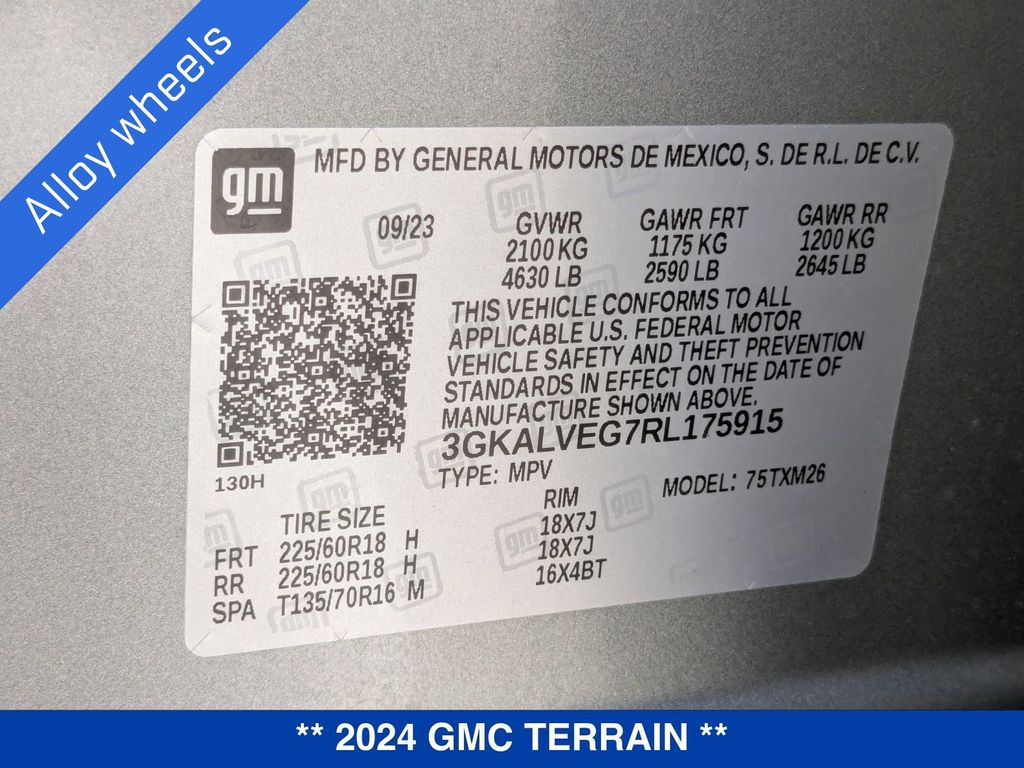 Alloy wheels
gm
MFD BY GENERAL MOTORS DE MEXICO, S. DE R.L. DE C.V.
09/23 GVWR GAWR FRT GAWR RR
2100 KG 1175 KG 1200 KG
4630 LB 2590 LB 2645 LB
THIS VEHICLE CONFORMS TO ALL
APPLICABLE U.S. FEDERAL MOTOR
VEHICLE SAFETY AND THEFT PREVENTION
STANDARDS IN EFFECT ON THE DATE OF
MANUFACTURE SHOWN ABOVE.
3GKALVEG7RL175915
130H
TYPE: MPV MODEL: 75TXM26
TIRE SIZE RIM
FRT 225/60R18 H 18X7J
RR 225/60R18 H 18X7J
SPA T135/70R16 M 16X4BT
** 2024 GMC TERRAIN **